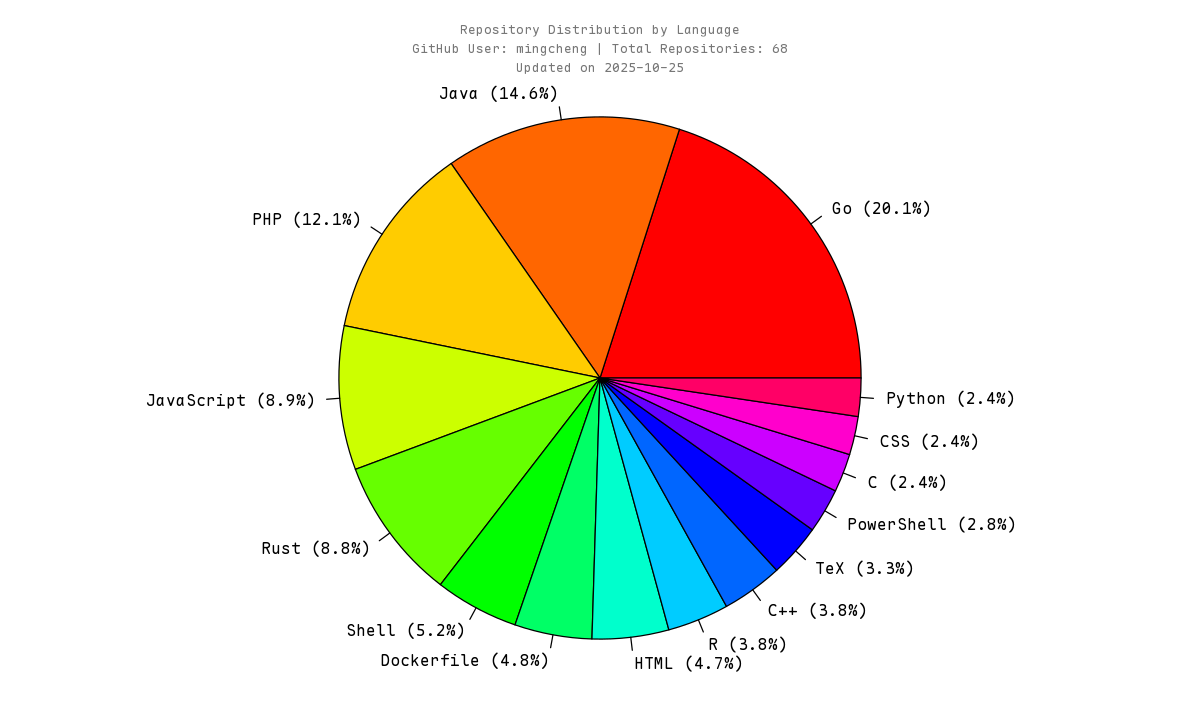 Repository Distribution by Language
GitHub User: mingcheng | Total Repositories: 68
Updated on 2025-10-25
Java (14.6%)
Go (20.1%)
PHP (12.1%)
JavaScript (8.9%)
Python (2.4%)
CSS (2.4%)
C (2.4%)
PowerShell (2.8%)
Rust (8.8%)
TeX (3.3%)
C++ (3.8%)
Shell (5.2%)
R (3.8%)
Dockerfile (4.8%)
HTML (4.7%)